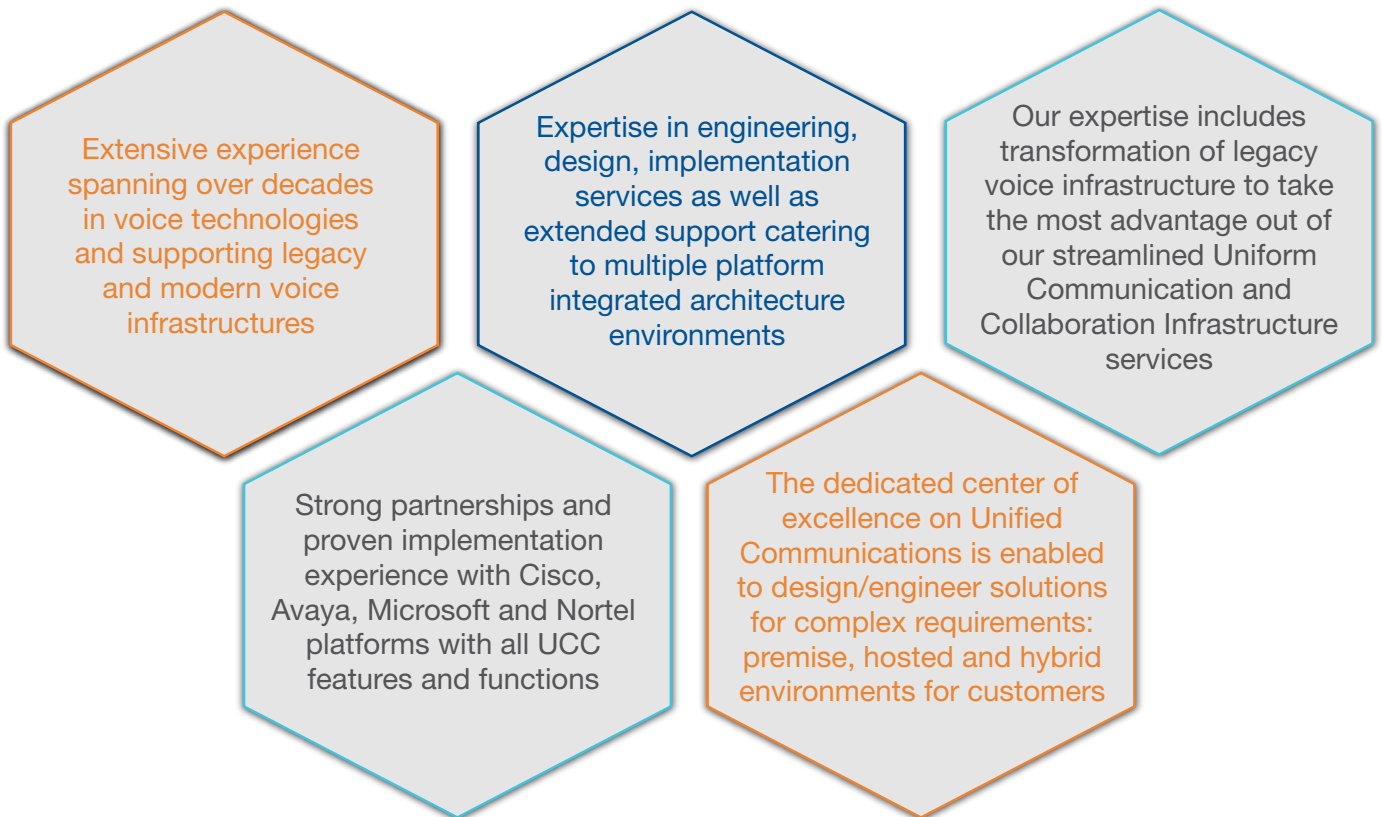 Extensive experience
spanning over decades
in voice technologies
and supporting legacy
and modern voice
infrastructures
Expertise in engineering,
design, implementation
services as well as
extended support catering
to multiple platform
integrated architecture
environments
Our expertise includes
transformation of legacy
voice infrastructure to take
the most advantage out of
our streamlined Uniform
Communication and
Collaboration Infrastructure
services
Strong partnerships and
proven implementation
experience with Cisco,
Avaya, Microsoft and Nortel
platforms with all UCC
features and functions
The dedicated center of
excellence on Unified
Communications is enabled
to design/engineer solutions
for complex requirements:
premise, hosted and hybrid
environments for customers